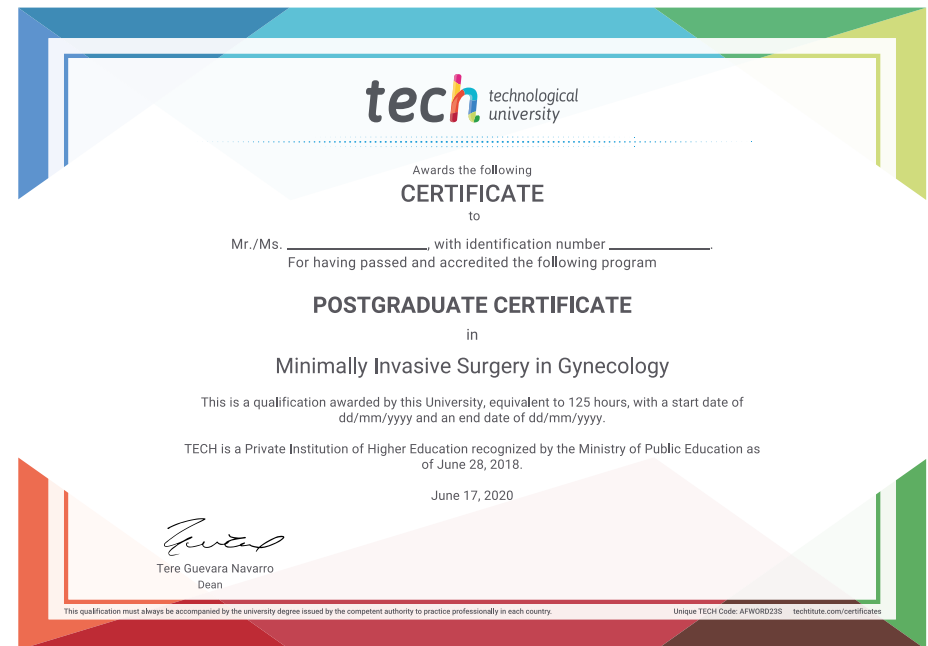 tech technological
university
Awards the following
CERTIFICATE
to
Mr./Ms. ____________, with identification number ____________.
For having passed and accredited the following program
POSTGRADUATE CERTIFICATE
in
Minimally Invasive Surgery in Gynecology
This is a qualification awarded by this University, equivalent to 125 hours, with a start date of
dd/mm/yyyy and an end date of dd/mm/yyyy.
TECH is a Private Institution of Higher Education recognized by the Ministry of Public Education as
of June 28, 2018.
June 17, 2020
Tere Guevara Navarro
Dean
This qualification must always be accompanied by the university degree issued by the competent authority to practice professionally in each country.
Unique TECH Code: AFWORD23S techtitute.com/certificates